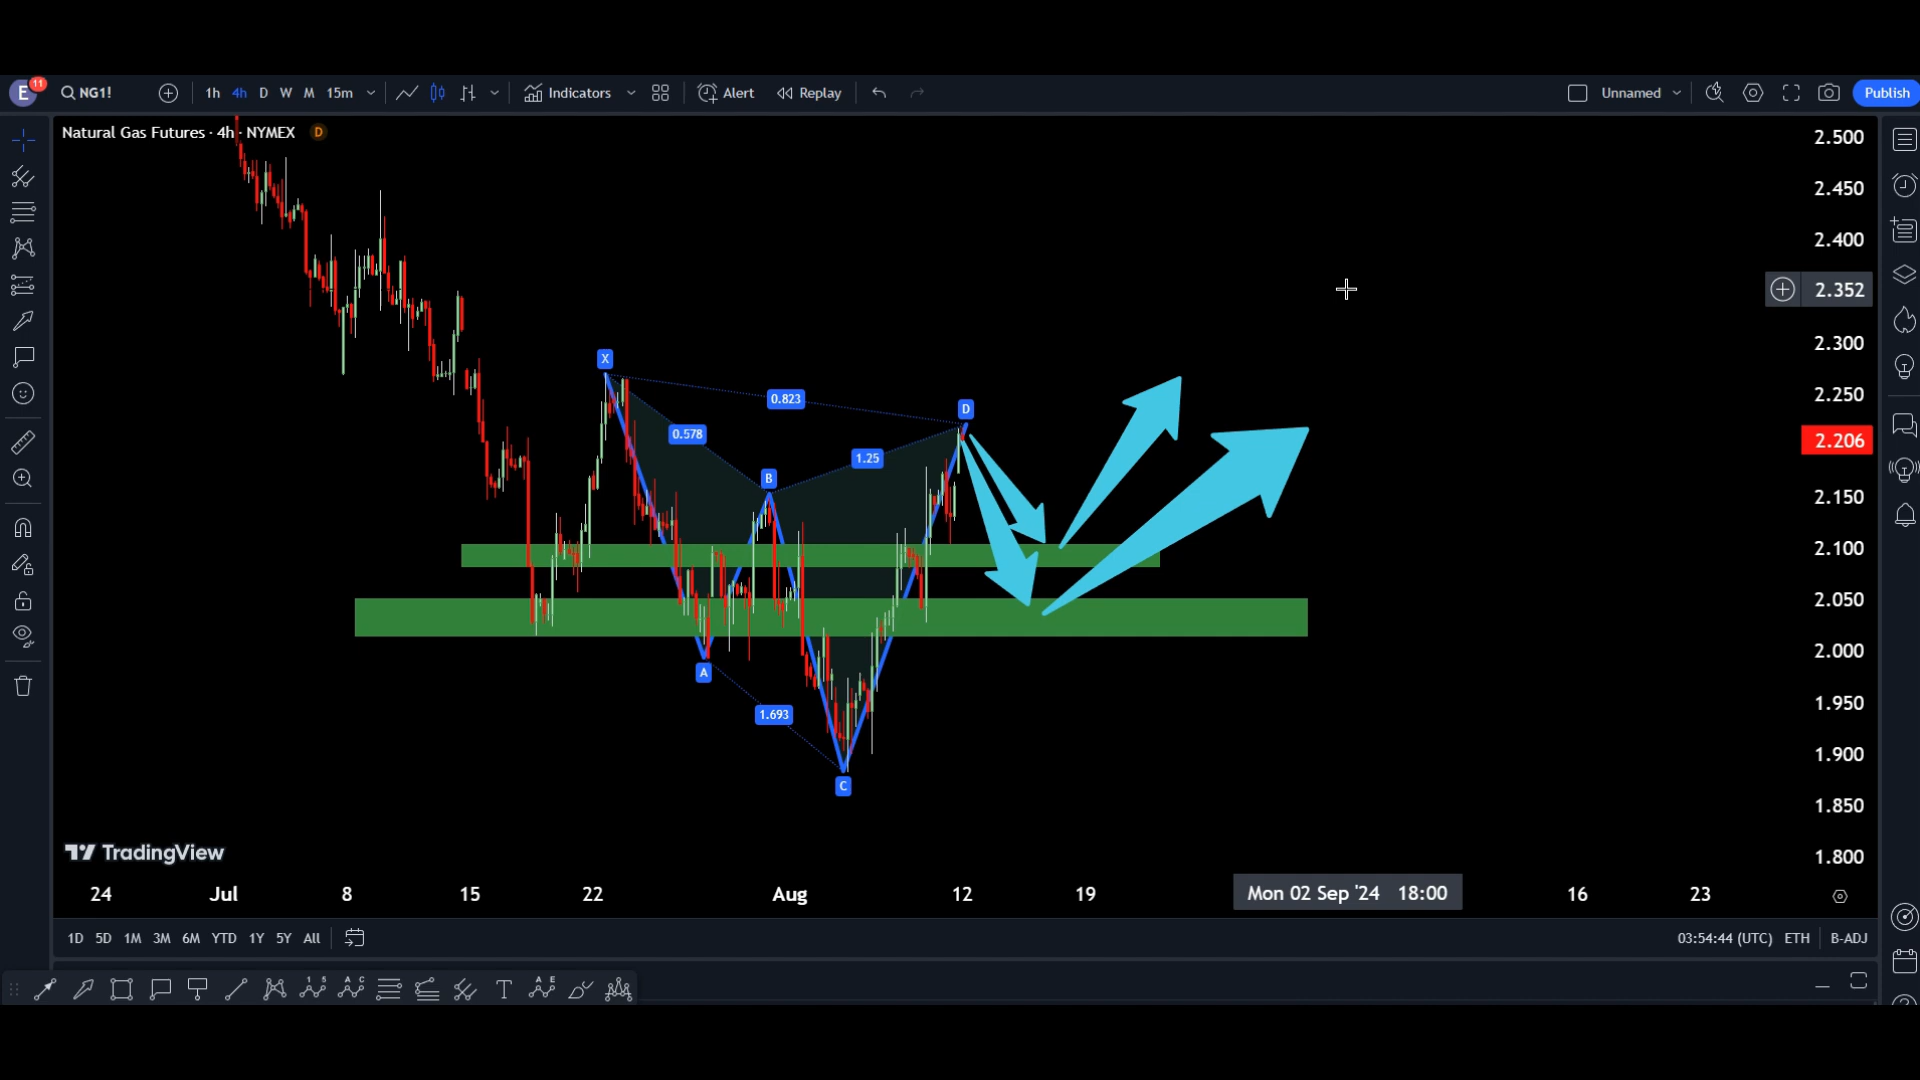 E 11 NG1! 1h 4h D W M 15m Indicators Alert Replay Unnamed Publish
Natural Gas Futures · 4h · NYMEX D
2.500
2.450
2.400
2.352
2.300
2.250
2.206
2.150
2.100
2.050
2.000
1.950
1.900
1.850
1.800
X
0.823
D
0.578
1.25
B
A
1.693
C
TradingView
24 Jul 8 15 22 Aug 12 19 Mon 02 Sep '24 18:00 16 23
1D 5D 1M 3M 6M YTD 1Y 5Y All 03:54:44 (UTC) ETH B-ADJ